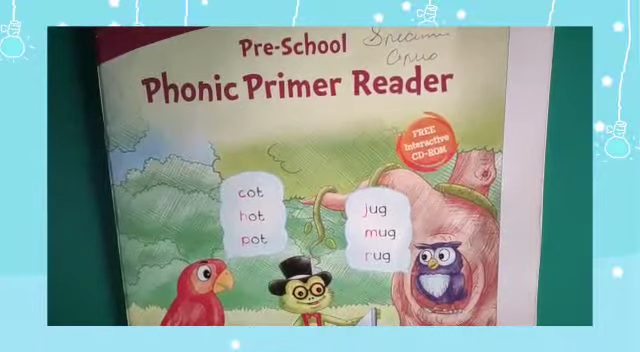 Pre-School
Phonic Primer Reader
FREE
Interactive
CD-ROM
cot
hot
pot
jug
mug
rug